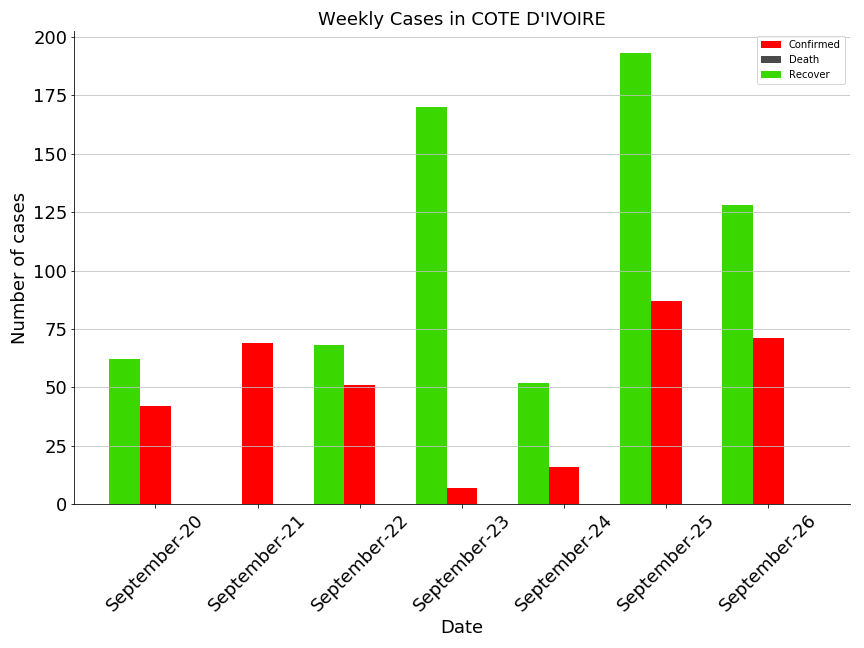 Weekly Cases in COTE D'IVOIRE
Confirmed
Death
Recover
200
175
150
125
100
75
50
25
0
Number of cases
September-20
September-21
September-22
September-23
September-24
September-25
September-26
Date